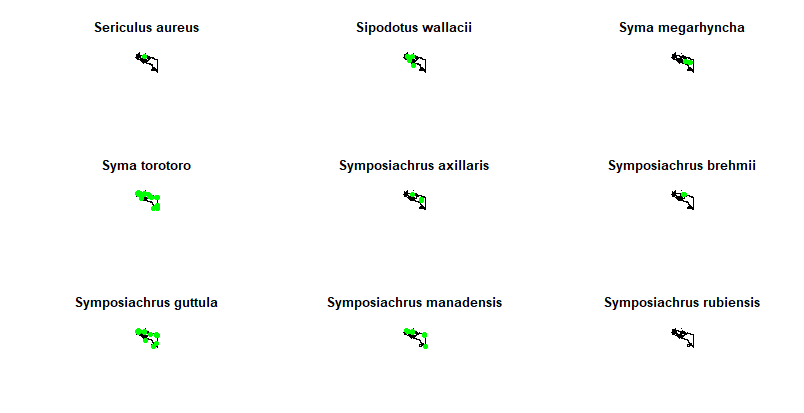 Sericulus aureus
Sipodotus wallacii
Syma megarhyncha
Syma torotoro
Symposiachrus axillaris
Symposiachrus brehmii
Symposiachrus guttula
Symposiachrus manadensis
Symposiachrus rubiensis